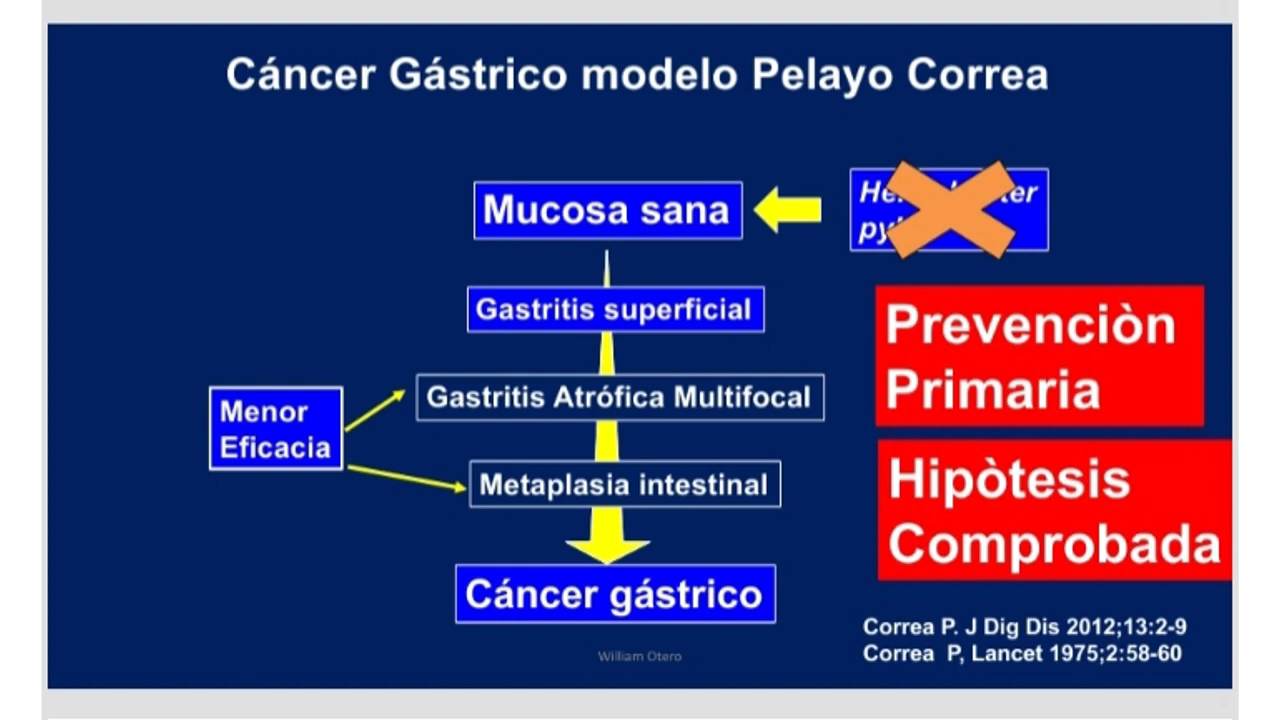 Cáncer Gástrico modelo Pelayo Correa
Mucosa sana
Gastritis superficial
Menor
Eficacia
Gastritis Atrófica Multifocal
Metaplasia intestinal
Cáncer gástrico
Prevenciòn
Primaria
Hipòtesis
Comprobada
Correa P. J Dig Dis 2012;13:2-9
Correa P, Lancet 1975;2:58-60
William Otero